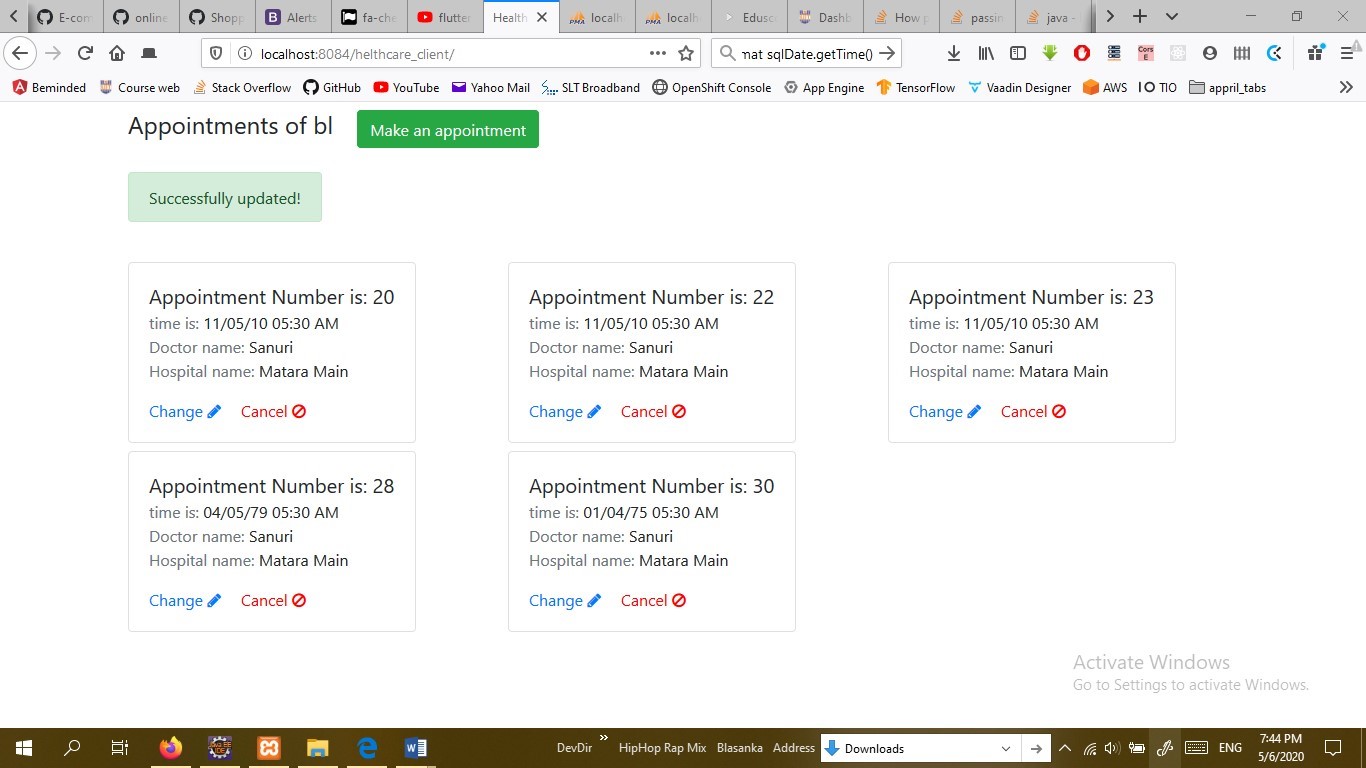 E-com
online
Shopp
Alerts
fa-che
flutter
Health
localh
localh
Edusc
Dashb
How p
passin
java -
localhost:8084/helthcare_client/
mat sqlDate.getTime()
Beminded
Course web
Stack Overflow
GitHub
YouTube
Yahoo Mail
SLT Broadband
OpenShift Console
App Engine
TensorFlow
Vaadin Designer
AWS
IO TIO
appril_tabs
Appointments of bl
Make an appointment
Successfully updated!
Appointment Number is: 20
time is: 11/05/10 05:30 AM
Doctor name: Sanuri
Hospital name: Matara Main
Change Cancel
Appointment Number is: 22
time is: 11/05/10 05:30 AM
Doctor name: Sanuri
Hospital name: Matara Main
Change Cancel
Appointment Number is: 23
time is: 11/05/10 05:30 AM
Doctor name: Sanuri
Hospital name: Matara Main
Change Cancel
Appointment Number is: 28
time is: 04/05/79 05:30 AM
Doctor name: Sanuri
Hospital name: Matara Main
Change Cancel
Appointment Number is: 30
time is: 01/04/75 05:30 AM
Doctor name: Sanuri
Hospital name: Matara Main
Change Cancel
Activate Windows
Go to Settings to activate Windows.
DevDir
HipHop Rap Mix
Blasanka
Address
Downloads
ENG
7:44 PM
5/6/2020